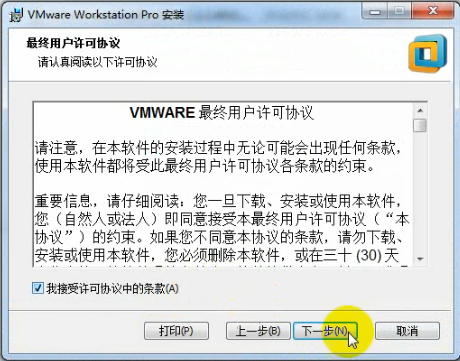 VMware Workstation Pro 安装
最终用户许可协议
请认真阅读以下许可协议
VMWARE 最终用户许可协议
请注意，在本软件的安装过程中无论可能会出现任何条款，
使用本软件都将受此最终用户许可协议各条款的约束。
重要信息，请仔细阅读：您一旦下载、安装或使用本软件，
您（自然人或法人）即同意接受本最终用户许可协议（“本
协议”）的约束。如果您不同意本协议的条款，请勿下载、
安装或使用本软件，您必须删除本软件，或在三十 (30) 天
我接受许可协议中的条款(A)
打印(P)
上一步(B)
下一步(N)
取消